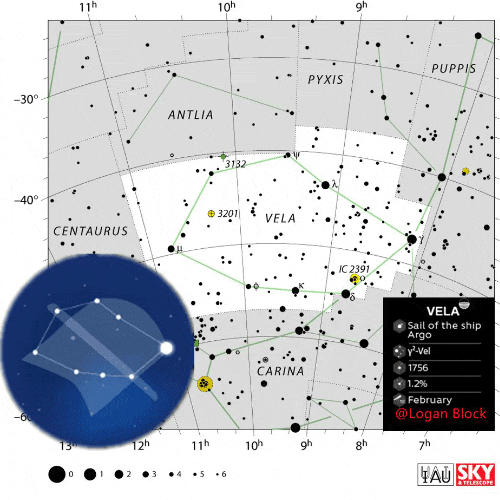 11h 10h 9h
PYXIS
PUPPIS
−30°
ANTLIA
3132
ψ
λ
−40°
3201
VELA
CENTAURUS
γ
μ
IC 2391
ο
φ
κ
δ
VELA
Sail of the ship
Argo
γ²-Vel
1756
1.2%
February
@Logan Block
CARINA
13h 12h 11h 10h 9h 8h 7h
0 1 2 3 4 5 6
IAU
SKY
& TELESCOPE